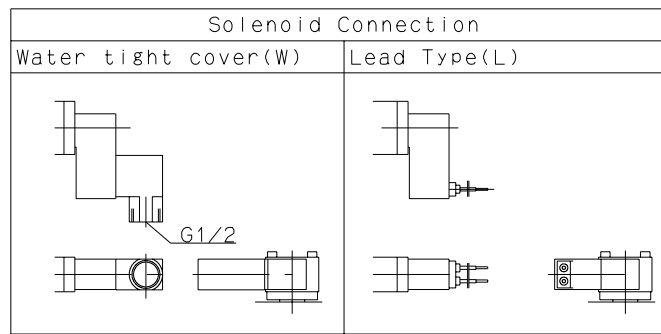 Solenoid Connection
Water tight cover(W)
Lead Type(L)
G1/2